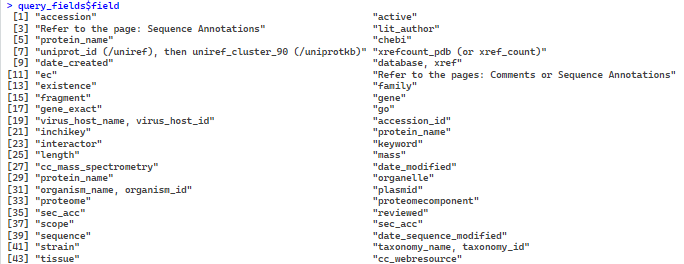 > query_fields$field
[1] "accession" "active"
[3] "Refer to the page: Sequence Annotations" "lit_author"
[5] "protein_name" "chebi"
[7] "uniprot_id (/uniref), then uniref_cluster_90 (/uniprotkb)" "xrefcount_pdb (or xref_count)"
[9] "date_created" "database, xref"
[11] "ec" "Refer to the pages: Comments or Sequence Annotations"
[13] "existence" "family"
[15] "fragment" "gene"
[17] "gene_exact" "go"
[19] "virus_host_name, virus_host_id" "accession_id"
[21] "inchikey" "protein_name"
[23] "interactor" "keyword"
[25] "length" "mass"
[27] "cc_mass_spectrometry" "date_modified"
[29] "protein_name" "organelle"
[31] "organism_name, organism_id" "plasmid"
[33] "proteome" "proteomecomponent"
[35] "sec_acc" "reviewed"
[37] "scope" "sec_acc"
[39] "sequence" "date_sequence_modified"
[41] "strain" "taxonomy_name, taxonomy_id"
[43] "tissue" "cc_webresource"